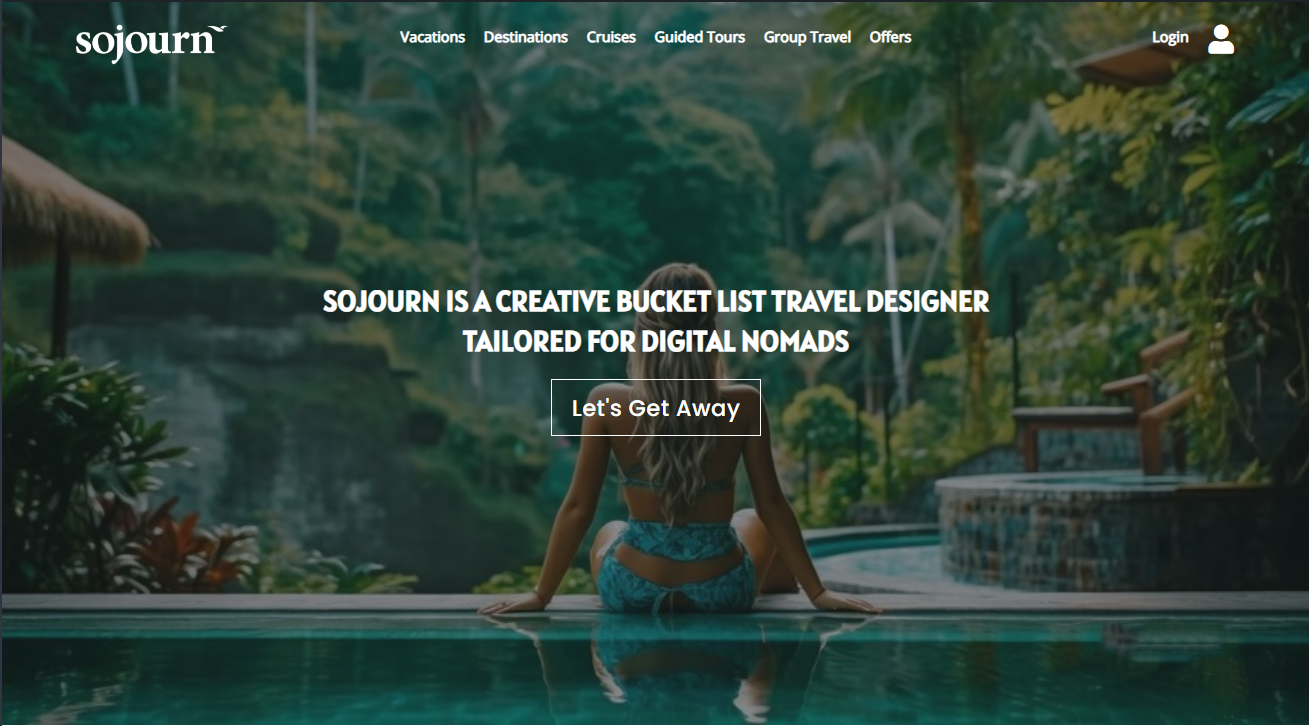 sojourn
Vacations Destinations Cruises Guided Tours Group Travel Offers
Login
SOJOURN IS A CREATIVE BUCKET LIST TRAVEL DESIGNER
TAILORED FOR DIGITAL NOMADS
Let's Get Away